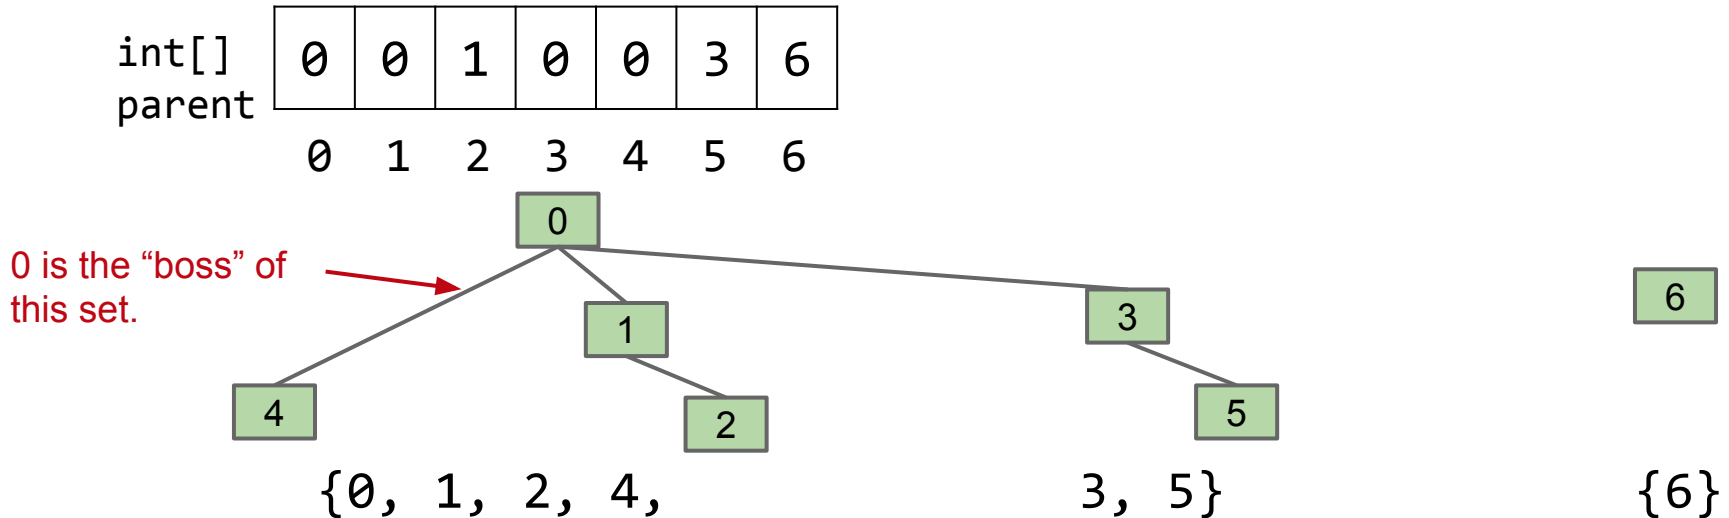 int[] 0 0 1 0 0 3 6
parent
0 1 2 3 4 5 6
0
0 is the “boss” of
this set.
1
3
6
4
2
5
{0, 1, 2, 4, 3, 5} {6}